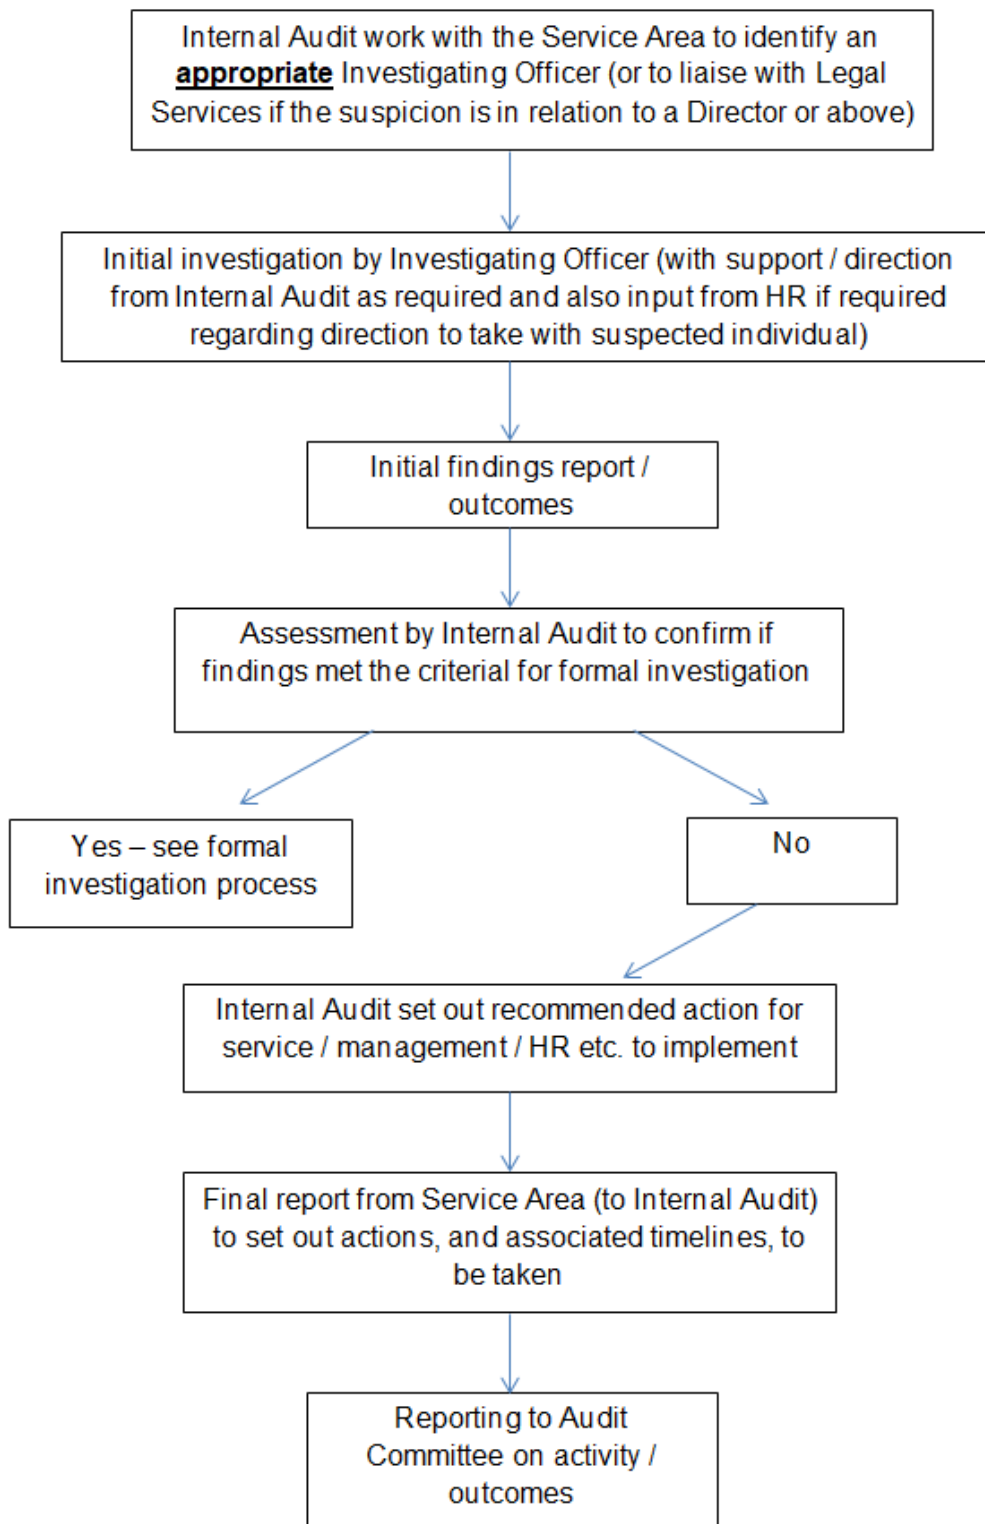 Internal Audit work with the Service Area to identify an
appropriate Investigating Officer (or to liaise with Legal
Services if the suspicion is in relation to a Director or above)
Initial investigation by Investigating Officer (with support / direction
from Internal Audit as required and also input from HR if required
regarding direction to take with suspected individual)
Initial findings report /
outcomes
Assessment by Internal Audit to confirm if
findings met the criterial for formal investigation
Yes – see formal
investigation process
No
Internal Audit set out recommended action for
service / management / HR etc. to implement
Final report from Service Area (to Internal Audit)
to set out actions, and associated timelines, to
be taken
Reporting to Audit
Committee on activity /
outcomes